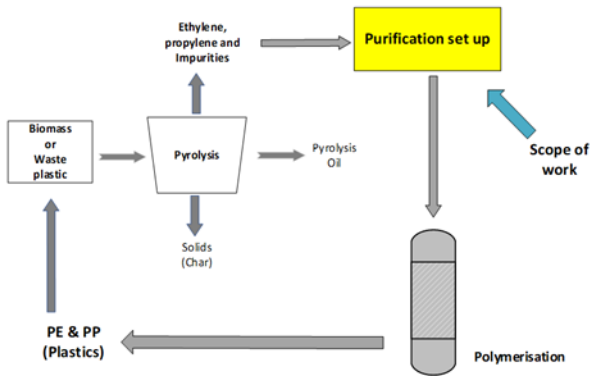 Ethylene,
propylene and
Impurities
Purification set up
Biomass
or
Waste
plastic
Pyrolysis
Pyrolysis
Oil
Scope of
work
Solids
(Char)
PE & PP
(Plastics)
Polymerisation